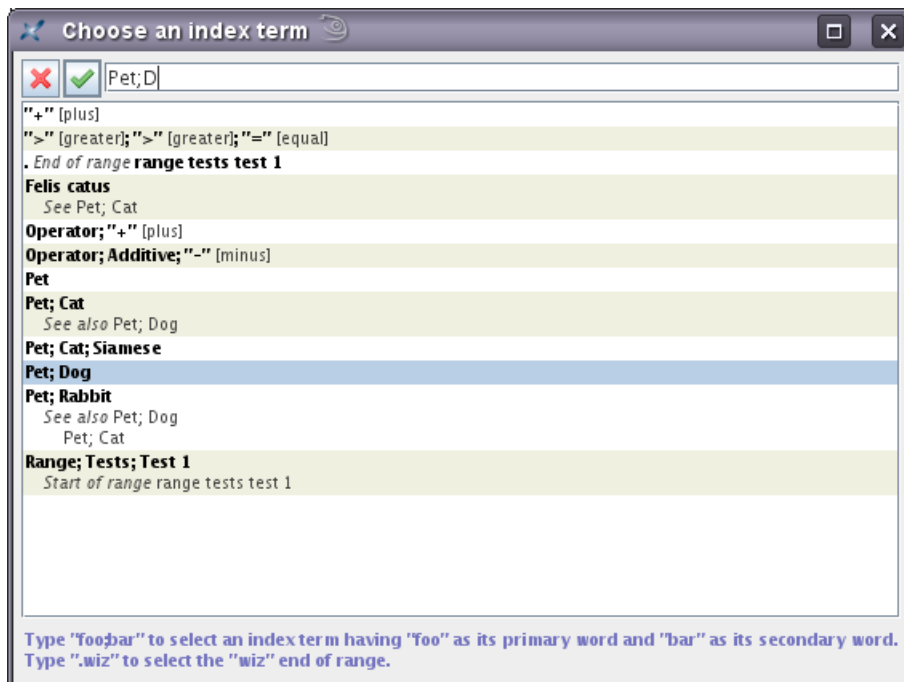 Choose an index term
Pet;D
"+" [plus]
">" [greater]; ">" [greater]; "=" [equal]
. End of range range tests test 1
Felis catus
See Pet; Cat
Operator; "+" [plus]
Operator; Additive; "-" [minus]
Pet
Pet; Cat
See also Pet; Dog
Pet; Cat; Siamese
Pet; Dog
Pet; Rabbit
See also Pet; Dog
Pet; Cat
Range; Tests; Test 1
Start of range range tests test 1
Type "foo;bar" to select an index term having "foo" as its primary word and "bar" as its secondary word.
Type ".wiz" to select the "wiz" end of range.